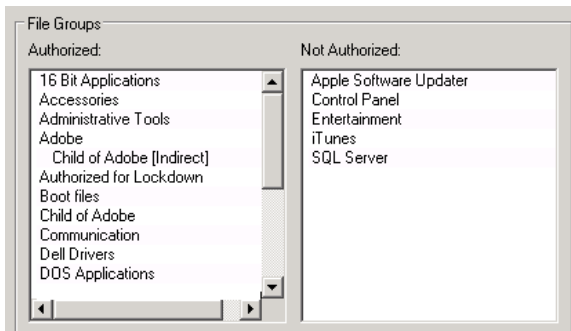 File Groups
Authorized:
16 Bit Applications
Accessories
Administrative Tools
Adobe
Child of Adobe [Indirect]
Authorized for Lockdown
Boot files
Child of Adobe
Communication
Dell Drivers
DOS Applications
Not Authorized:
Apple Software Updater
Control Panel
Entertainment
iTunes
SQL Server